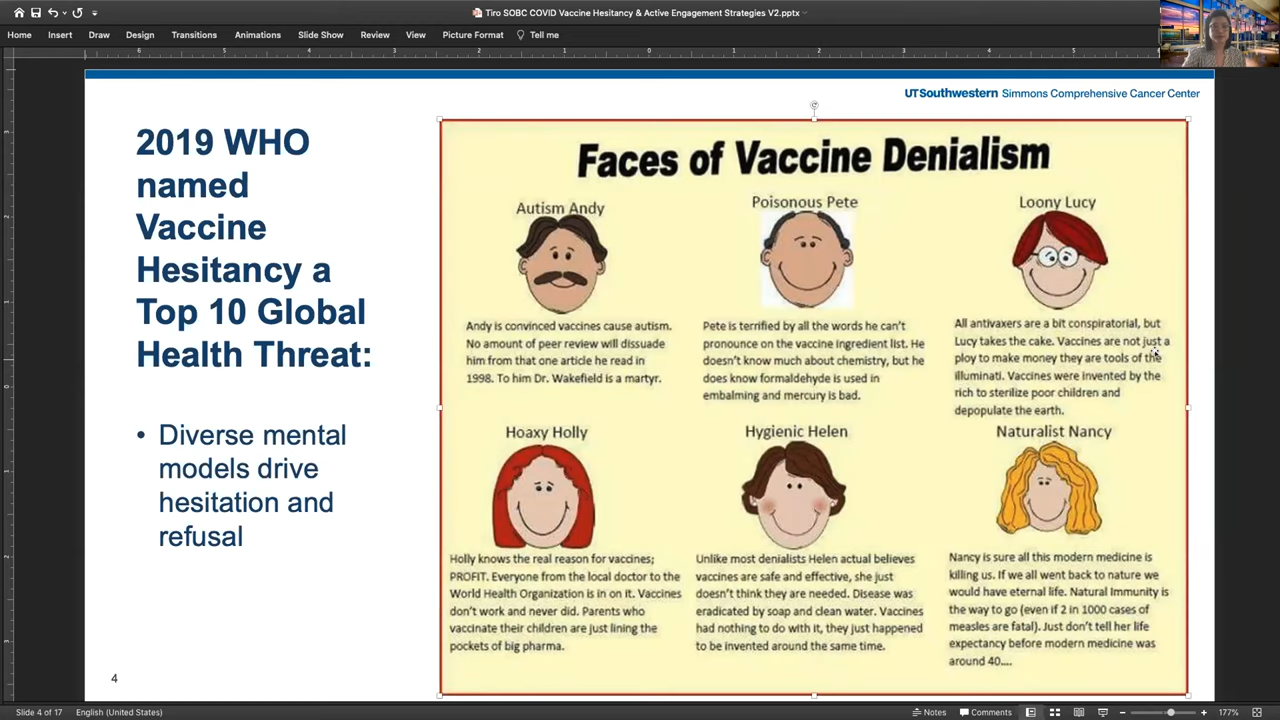 Tiro SOBC COVID Vaccine Hesitancy & Active Engagement Strategies V2.pptx
Home Insert Draw Design Transitions Animations Slide Show Review View Picture Format Tell me
6 5 3 2 1 0 1 2 3 4 5 6
UTSouthwestern Simmons Comprehensive Cancer Center
2019 WHO
named
Vaccine
Hesitancy a
Top 10 Global
Health Threat:
• Diverse mental
models drive
hesitation and
refusal
4
Faces of Vaccine Denialism
Autism Andy
Andy is convinced vaccines cause autism.
No amount of peer review will dissuade
him from that one article he read in
1998. To him Dr. Wakefield is a martyr.
Poisonous Pete
Pete is terrified by all the words he can't
pronounce on the vaccine ingredient list. He
doesn't know much about chemistry, but he
does know formaldehyde is used in
embalming and mercury is bad.
Loony Lucy
All antivaxers are a bit conspiratorial, but
Lucy takes the cake. Vaccines are not just a
ploy to make money they are tools of the
illuminati. Vaccines were invented by the
rich to sterilize poor children and
depopulate the earth.
Hoaxy Holly
Holly knows the real reason for vaccines;
PROFIT. Everyone from the local doctor to the
World Health Organization is in on it. Vaccines
don't work and never did. Parents who
vaccinate their children are just lining the
pockets of big pharma.
Hygienic Helen
Unlike most denialists Helen actual believes
vaccines are safe and effective, she just
doesn't think they are needed. Disease was
eradicated by soap and clean water. Vaccines
had nothing to do with it, they just happened
to be invented around the same time.
Naturalist Nancy
Nancy is sure all this modern medicine is
killing us. If we all went back to nature we
would have eternal life. Natural Immunity is
the way to go (even if 2 in 1000 cases of
measles are fatal). Just don't tell her life
expectancy before modern medicine was
around 40....
Slide 4 of 17 English (United States) Notes Comments 177%